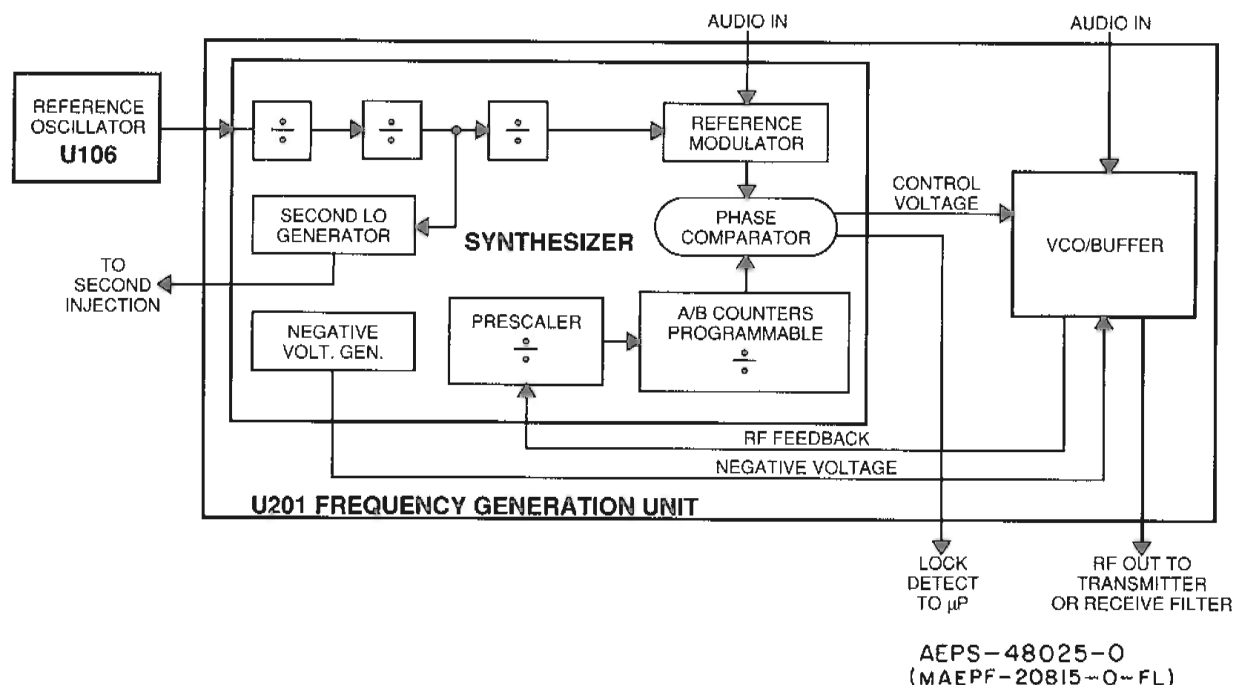 AUDIO IN
AUDIO IN
REFERENCE
OSCILLATOR
U106
÷
÷
÷
REFERENCE
MODULATOR
SECOND LO
GENERATOR
SYNTHESIZER
PHASE
COMPARATOR
CONTROL
VOLTAGE
VCO/BUFFER
TO
SECOND
INJECTION
NEGATIVE
VOLT. GEN.
PRESCALER
÷
A/B COUNTERS
PROGRAMMABLE
÷
RF FEEDBACK
NEGATIVE VOLTAGE
U201 FREQUENCY GENERATION UNIT
LOCK
DETECT
TO µP
RF OUT TO
TRANSMITTER
OR RECEIVE FILTER
AEPS-48025-O
(MAEPF-20815-O-FL)